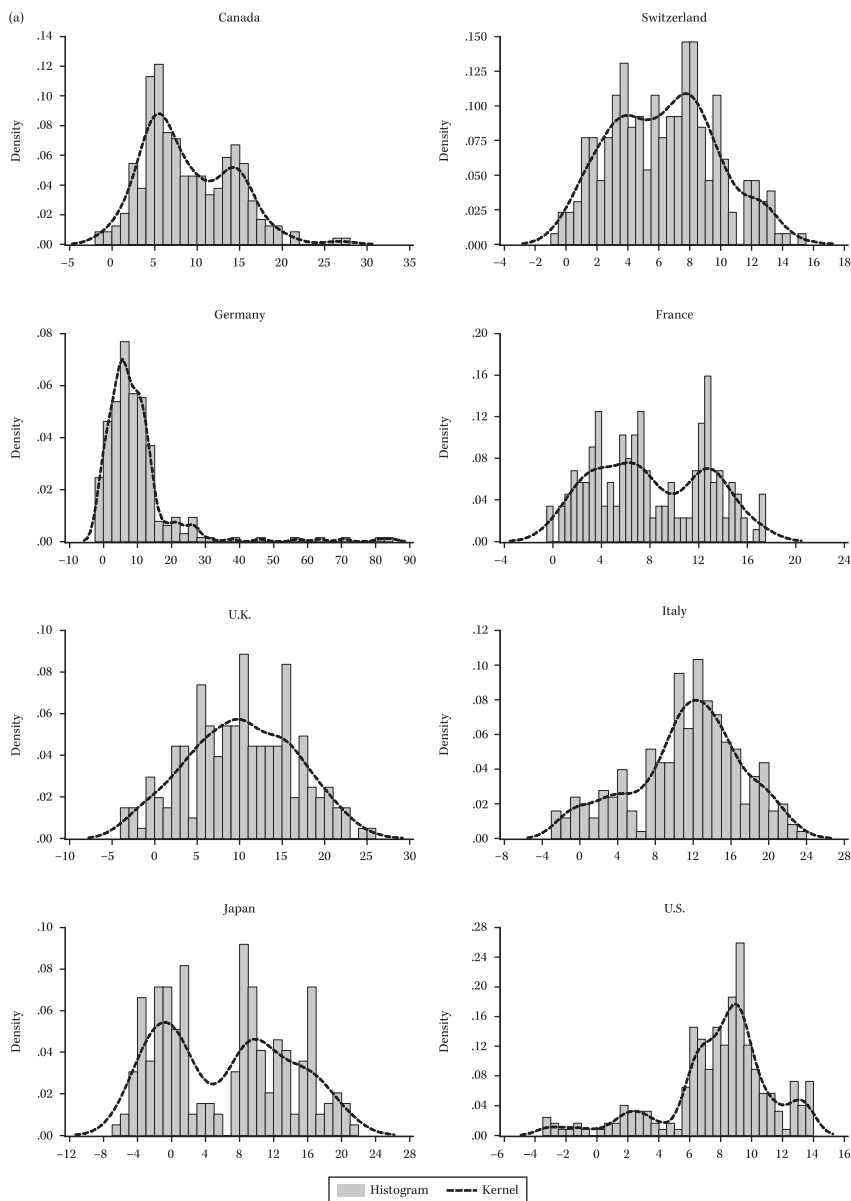 (a)
Canada
Density
.14
.12
.10
.08
.06
.04
.02
.00
–5 0 5 10 15 20 25 30 35
Switzerland
Density
.150
.125
.100
.075
.050
.025
.000
–4 –2 0 2 4 6 8 10 12 14 16 18
Germany
Density
.08
.06
.04
.02
.00
–10 0 10 20 30 40 50 60 70 80 90
France
Density
.20
.16
.12
.08
.04
.00
–4 0 4 8 12 16 20 24
U.K.
Density
.10
.08
.06
.04
.02
.00
–10 –5 0 5 10 15 20 25 30
Italy
Density
.12
.10
.08
.06
.04
.02
.00
–8 –4 0 4 8 12 16 20 24 28
Japan
Density
.10
.08
.06
.04
.02
.00
–12 –8 –4 0 4 8 12 16 20 24 28
U.S.
Density
.28
.24
.20
.16
.12
.08
.04
.00
–6 –4 –2 0 2 4 6 8 10 12 14 16
Histogram Kernel